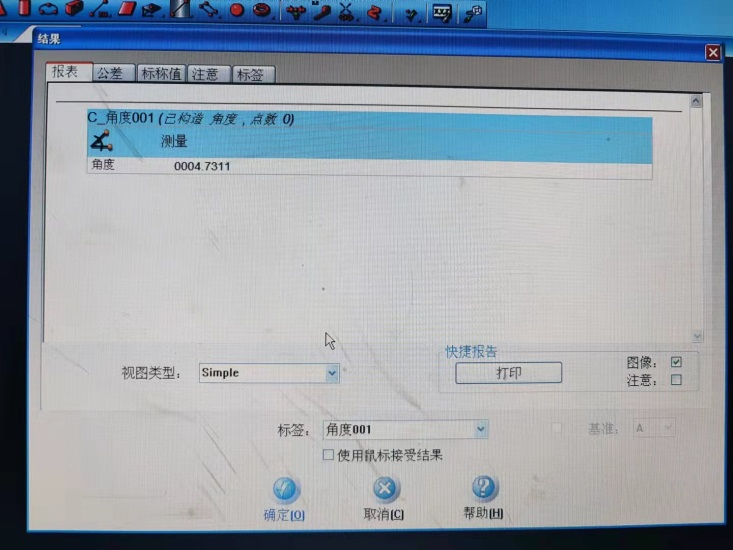 结果
报表 公差 标称值 注意 标签
C_角度001 (已构造 角度，点数 0)
测量
角度 0004.7311
快捷报告
视图类型： Simple
打印
图像：
注意：
标签： 角度001
基准： A
使用鼠标接受结果
确定[O] 取消[C] 帮助[H]